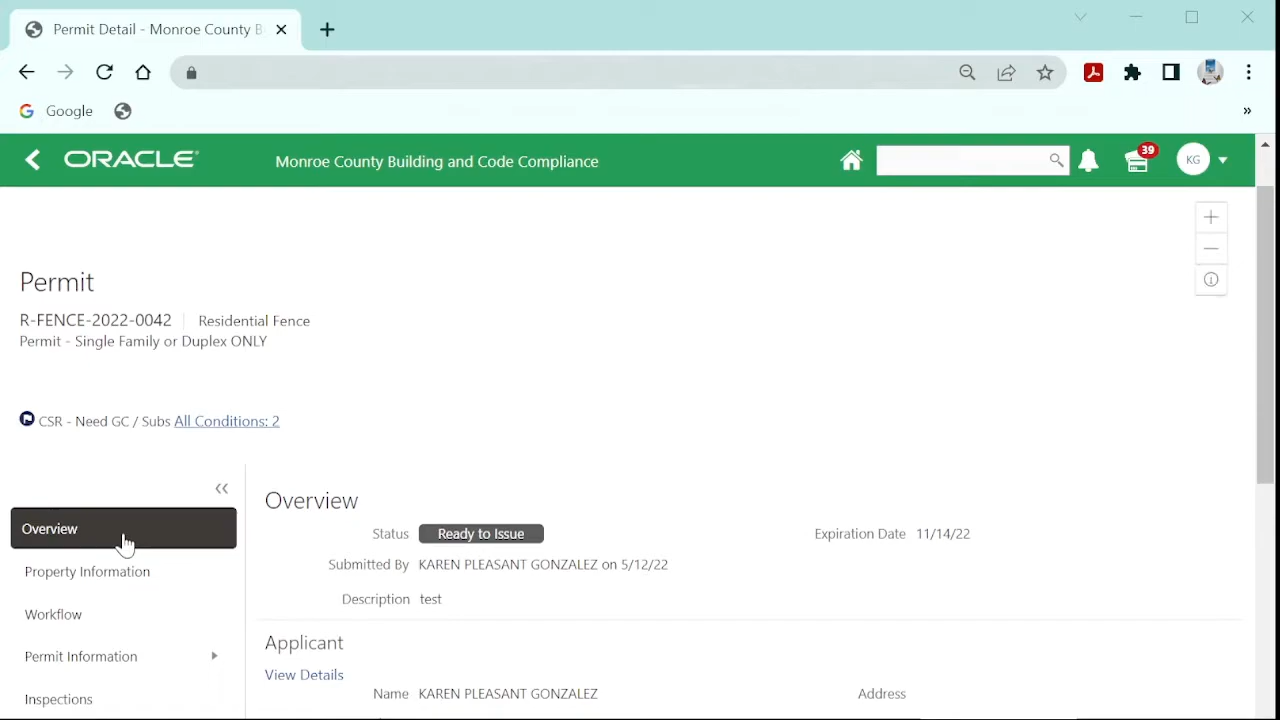 Permit Detail - Monroe County B
Google
»
ORACLE
Monroe County Building and Code Compliance
39
KG
Permit
R-FENCE-2022-0042 Residential Fence
Permit - Single Family or Duplex ONLY
CSR - Need GC / Subs All Conditions: 2
Overview
Property Information
Workflow
Permit Information
Inspections
Overview
Status Ready to Issue Expiration Date 11/14/22
Submitted By KAREN PLEASANT GONZALEZ on 5/12/22
Description test
Applicant
View Details
Name KAREN PLEASANT GONZALEZ Address